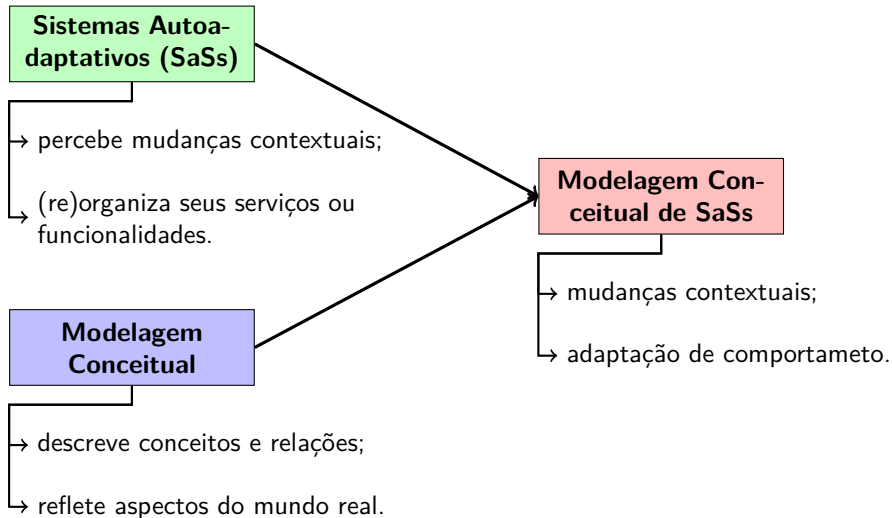 Sistemas Autoa-
daptativos (SaSs)
percebe mudanças contextuais;
(re)organiza seus serviços ou
funcionalidades.
Modelagem
Conceitual
descreve conceitos e relações;
reflete aspectos do mundo real.
Modelagem Con-
ceitual de SaSs
mudanças contextuais;
adaptação de comportameto.